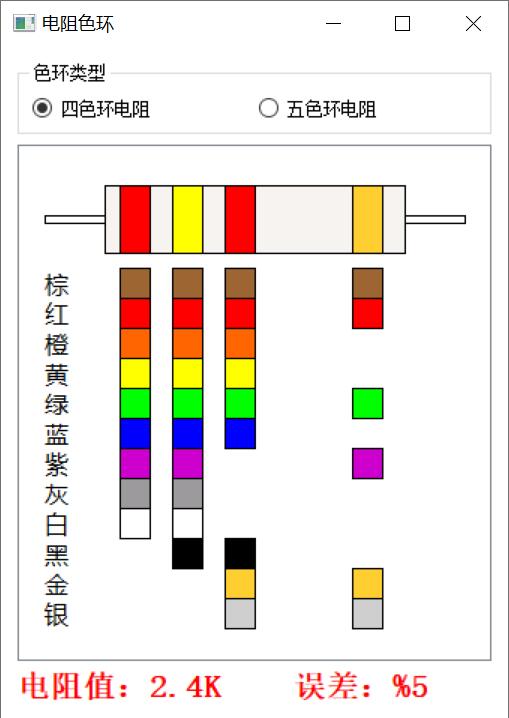 电阻色环
色环类型
四色环电阻 五色环电阻
棕
红
橙
黄
绿
蓝
紫
灰
白
黑
金
银
电阻值：2.4K 误差：%5